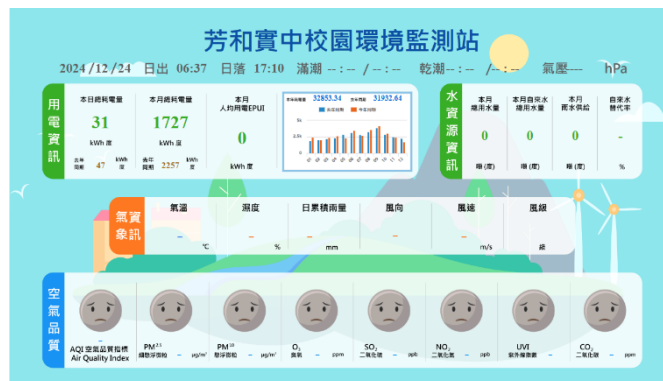 芳和實中校園環境監測站
2024/12/24 日出 06:37 日落 17:10 滿潮 --:-- / --:-- 乾潮--:-- /--:-- 氣壓--- hPa
用電資訊
本日總耗電量
31
kWh 度
去年同期 47 kWh 度
本月總耗電量
1727
kWh 度
去年同期 2257 kWh 度
本月
人均用電EPUI
0
kWh 度
32853.34 31932.64
水資源資訊
本月
總用水量
0
噸 (度)
本月自來水
總用水量
0
噸 (度)
本月
雨水供給
0
噸 (度)
自來水
替代率
-
%
氣象資訊
氣溫
-
℃
濕度
-
%
日累積雨量
-
mm
風向
-
風速
-
m/s
風級
-
級
空氣品質
-
AQI 空氣品質指標
Air Quality Index
PM2.5
細懸浮微粒 - μg/m³
PM10
懸浮微粒 - μg/m³
O3
臭氧 - ppm
SO2
二氧化硫 - ppb
NO2
二氧化氮 - ppb
UVI
紫外線指數 -
CO2
二氧化碳 - ppm